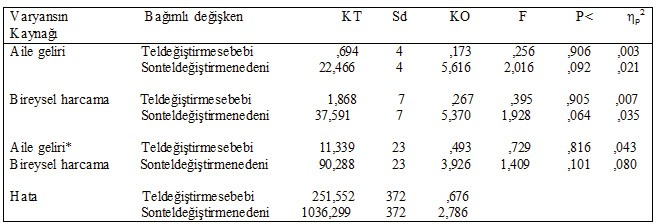 Varyansın Bağımlı değişken KT Sd KO F P< ηp²
Kaynağı
Aile geliri Teldeğiştirmesebebi ,694 4 ,173 ,256 ,906 ,003
Sonteldeğiştirmenedeni 22,466 4 5,616 2,016 ,092 ,021
Bireysel harcama Teldeğiştirmesebebi 1,868 7 ,267 ,395 ,905 ,007
Sonteldeğiştirmenedeni 37,591 7 5,370 1,928 ,064 ,035
Aile geliri* Teldeğiştirmesebebi 11,339 23 ,493 ,729 ,816 ,043
Bireysel harcama Sonteldeğiştirmenedeni 90,288 23 3,926 1,409 ,101 ,080
Hata Teldeğiştirmesebebi 251,552 372 ,676
Sonteldeğiştirmenedeni 1036,299 372 2,786